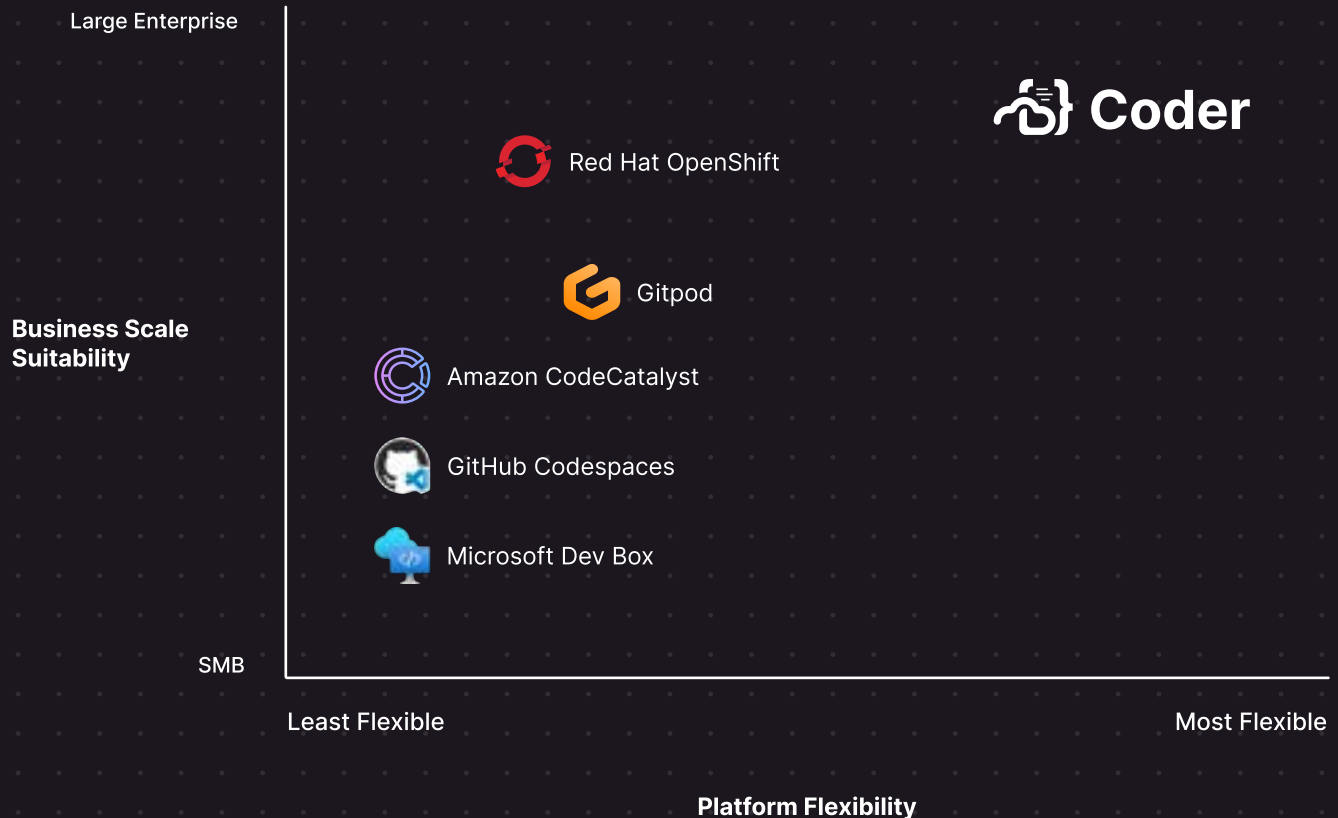 Large Enterprise
Coder
Red Hat OpenShift
Gitpod
Business Scale
Suitability
Amazon CodeCatalyst
GitHub Codespaces
Microsoft Dev Box
SMB
Least Flexible
Most Flexible
Platform Flexibility